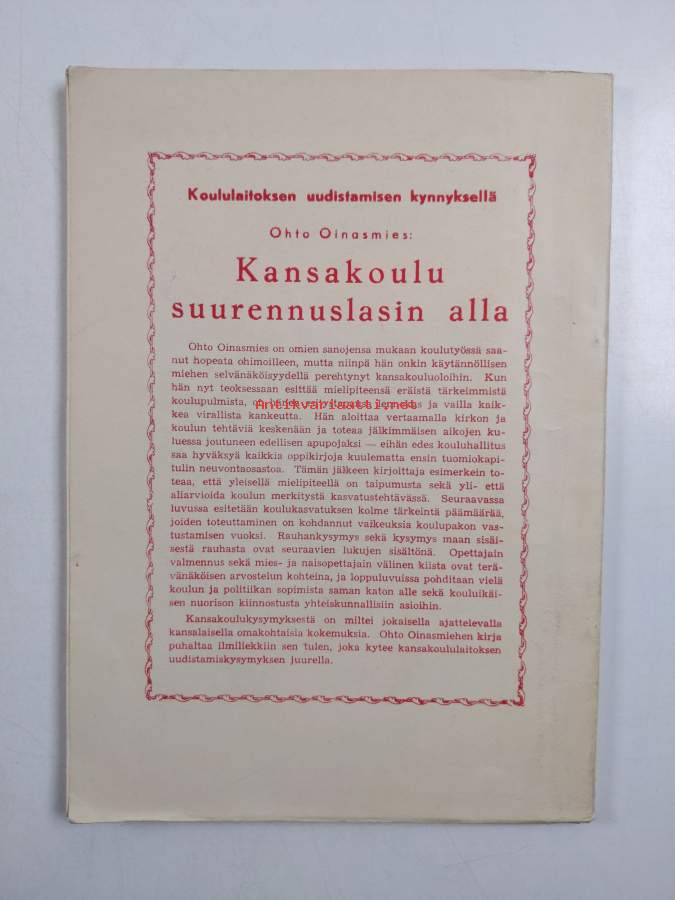 Koululaitoksen uudistamisen kynnyksellä
Ohto Oinasmies:
Kansakoulu
suurennuslasin alla
Ohto Oinasmies on omien sanojensa mukaan koulutyössä saa-
nut hopeata ohimoilleen, mutta niinpä hän onkin käytännöllisen
miehen selvänäköisyydellä perehtynyt kansakouluoloihin. Kun
hän nyt teoksessaan esittää mielipiteensä eräistä tärkeimmistä
koulupulmista, on hänen ja vailla kaik-
Antikvariaatti.net
kea virallista kankeutta. Hän aloittaa vertaamalla kirkon ja
koulun tehtäviä keskenään ja toteaa jälkimmäisen aikojen ku-
luessa joutuneen edellisen apupojaksi — eihän edes kouluhallitus
saa hyväksyä kaikkia oppikirjoja kuulematta ensin tuomiokapi-
tulin neuvontaosastoa. Tämän jälkeen kirjoittaja esimerkein to-
teaa, että yleisellä mielipiteellä on taipumusta sekä yli- että
aliarvioida koulun merkitystä kasvatustehtävässä. Seuraavassa
luvussa esitetään koulukasvatuksen kolme tärkeintä päämäärää,
joiden toteuttaminen on kohdannut vaikeuksia koulupakon vas-
tustamisen vuoksi. Rauhankysymys sekä kysymys maan sisäi-
sestä rauhasta ovat seuraavien lukujen sisältönä. Opettajain
valmennus sekä mies- ja naisopettajain välinen kiista ovat terä-
vänäköisen arvostelun kohteina, ja loppuluvuissa pohditaan vielä
koulun ja politiikan sopimista saman katon alle sekä kouluikäi-
sen nuorison kiinnostusta yhteiskunnallisiin asioihin.
Kansakoulukysymyksestä on miltei jokaisella ajattelevalla
kansalaisella omakohtaisia kokemuksia. Ohto Oinasmiehen kirja
puhaltaa ilmiliekkiin sen tulen, joka kytee kansakoululaitoksen
uudistamiskysymyksen juurella.